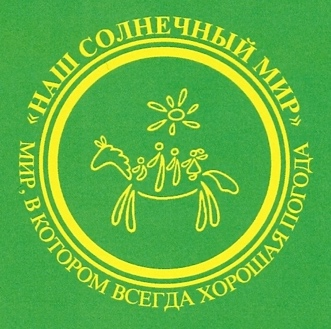 «НАШ СОЛНЕЧНЫЙ МИР»
МИР, В КОТОРОМ ВСЕГДА ХОРОШАЯ ПОГОДА